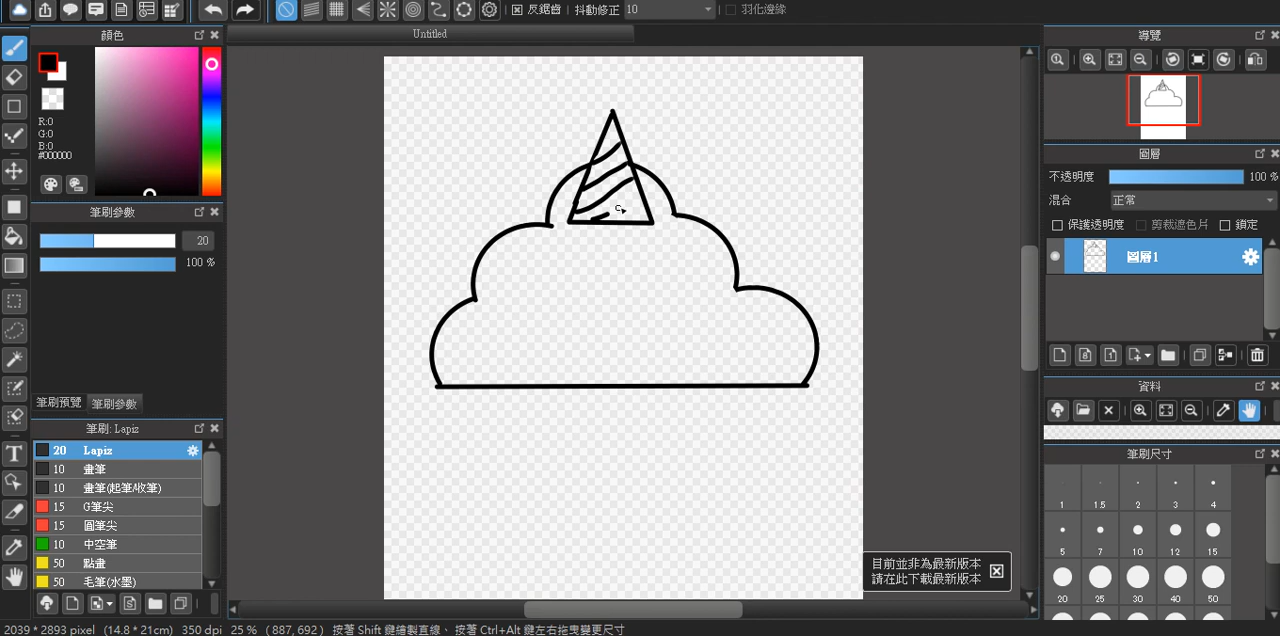 反鋸齒 抖動修正 10 羽化邊緣
Untitled
顏色
R:0
G:0
B:0
#000000
筆刷參數
20
100 %
筆刷預覽 筆刷參數
筆刷: Lapiz
20 Lapiz
10 畫筆
10 畫筆(起筆/收筆)
15 G筆尖
15 圓筆尖
10 中空筆
50 點畫
50 毛筆(水墨)
導覽
圖層
不透明度 100 %
混合 正常
保護透明度 剪裁遮色片 鎖定
圖層1
資料
筆刷尺寸
1 1.5 2 3 4
5 7 10 12 15
20 25 30 40 50
目前並非為最新版本
請在此下載最新版本
2039 * 2893 pixel (14.8 * 21cm) 350 dpi 25 % ( 887, 692 ) 按著 Shift 鍵繪製直線、 按著 Ctrl+Alt 鍵左右拖曳變更尺寸